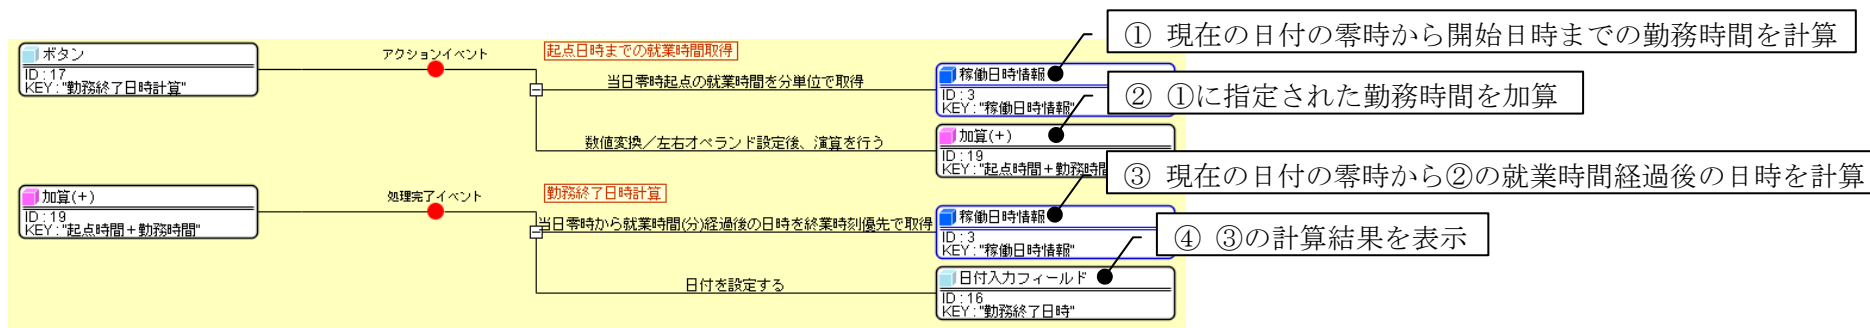 ボタン
ID : 17
KEY : "勤務終了日時計算"
アクションイベント
起点日時までの就業時間取得
当日零時起点の就業時間を分単位で取得
稼働日時情報
ID : 3
KEY : "稼働日時情報"
① 現在の日付の零時から開始日時までの勤務時間を計算
数値変換／左右オペランド設定後、演算を行う
加算(+)
ID : 19
KEY : "起点時間+勤務時間
② ①に指定された勤務時間を加算
加算(+)
ID : 19
KEY : "起点時間+勤務時間"
処理完了イベント
勤務終了日時計算
当日零時から就業時間(分)経過後の日時を終業時刻優先で取得
稼働日時情報
ID : 3
KEY : "稼働日時情報"
③ 現在の日付の零時から②の就業時間経過後の日時を計算
日付を設定する
日付入力フィールド
ID : 16
KEY : "勤務終了日時"
④ ③の計算結果を表示